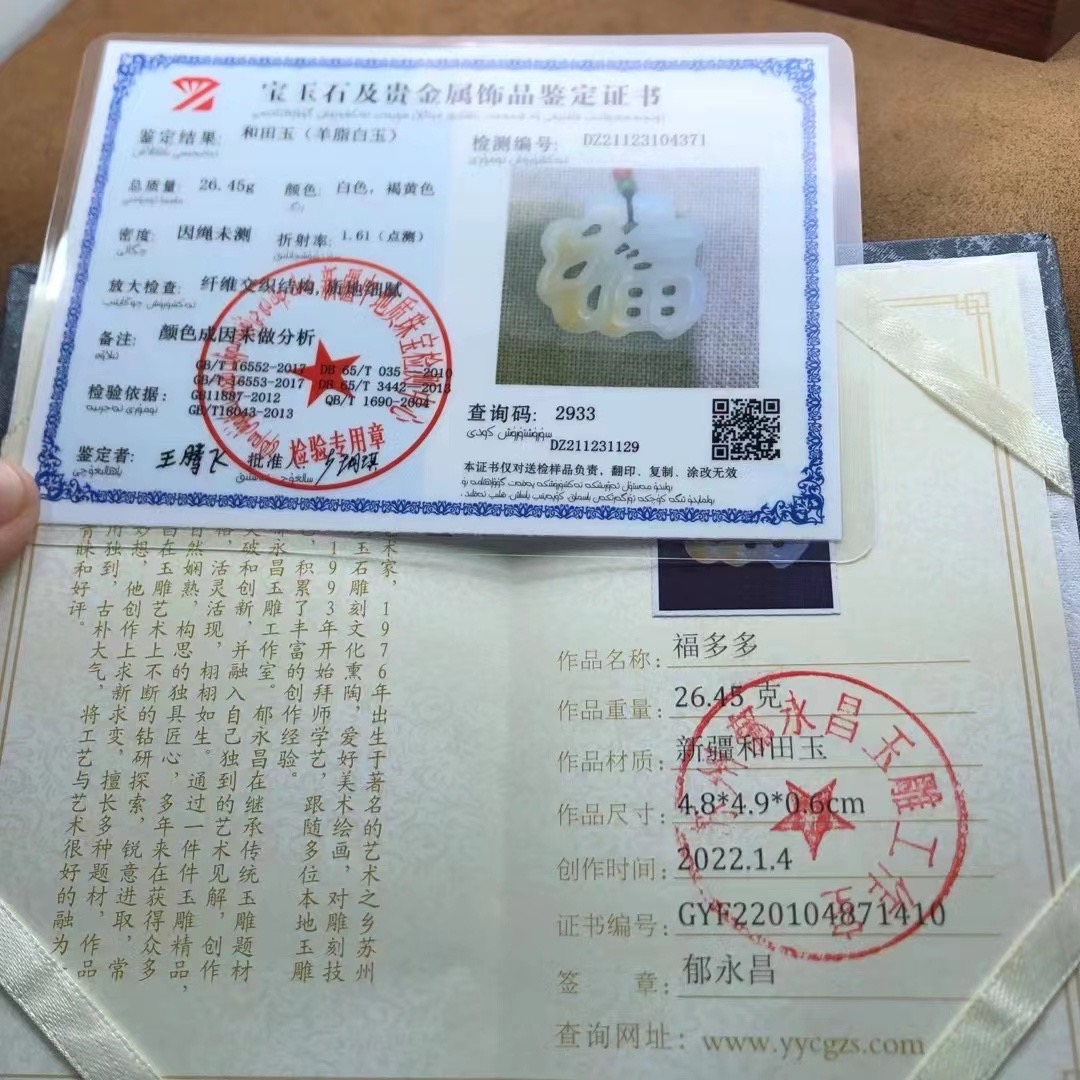 宝玉石及贵金属饰品鉴定证书
鉴定结果: 和田玉（羊脂白玉）
总质量: 26.45g 颜色: 白色，褐黄色
密度: 因绳未测 折射率: 1.61（点测）
放大检查: 纤维交织结构，质地细腻
备注: 颜色成因未做分析
检验依据: GB/T 16552-2017 DB 65/T 035-2010
GB/T 16553-2017 DB 65/T 3442-2013
GB11887-2012 QB/T 1690-2004
GB/T18043-2013
鉴定者: 王腾飞 批准人:
检验专用章
检测编号: DZ21123104371
查询码: 2933
DZ211231129
本证书仅对送检样品负责，翻印、复制、涂改无效
艺术家，1976年出生于著名的艺术之乡苏州
玉石雕刻文化熏陶，爱好美术绘画，对雕刻技
1993年开始拜师学艺，跟随多位本地玉雕
，积累了丰富的创作经验。
郁永昌玉雕工作室。郁永昌在继承传统玉雕题材
突破和创新，并融入自己独到的艺术见解，创作
活灵活现，栩栩如生。通过一件件玉雕精品，
自然娴熟，构思的独具匠心，多年来在获得众多
在玉雕艺术上不断的钻研探索，锐意进取，常
妙想，他创作上求新求变，擅长多种题材，作品
用独到，古朴大气，将工艺与艺术很好的融为
青睐和好评。
作品名称: 福多多
作品重量: 26.45 克
作品材质: 新疆和田玉
作品尺寸: 4.8*4.9*0.6cm
创作时间: 2022.1.4
证书编号: GYF220104871410
签 章: 郁永昌
查询网址: www.yycgzs.com
永昌玉雕工作室